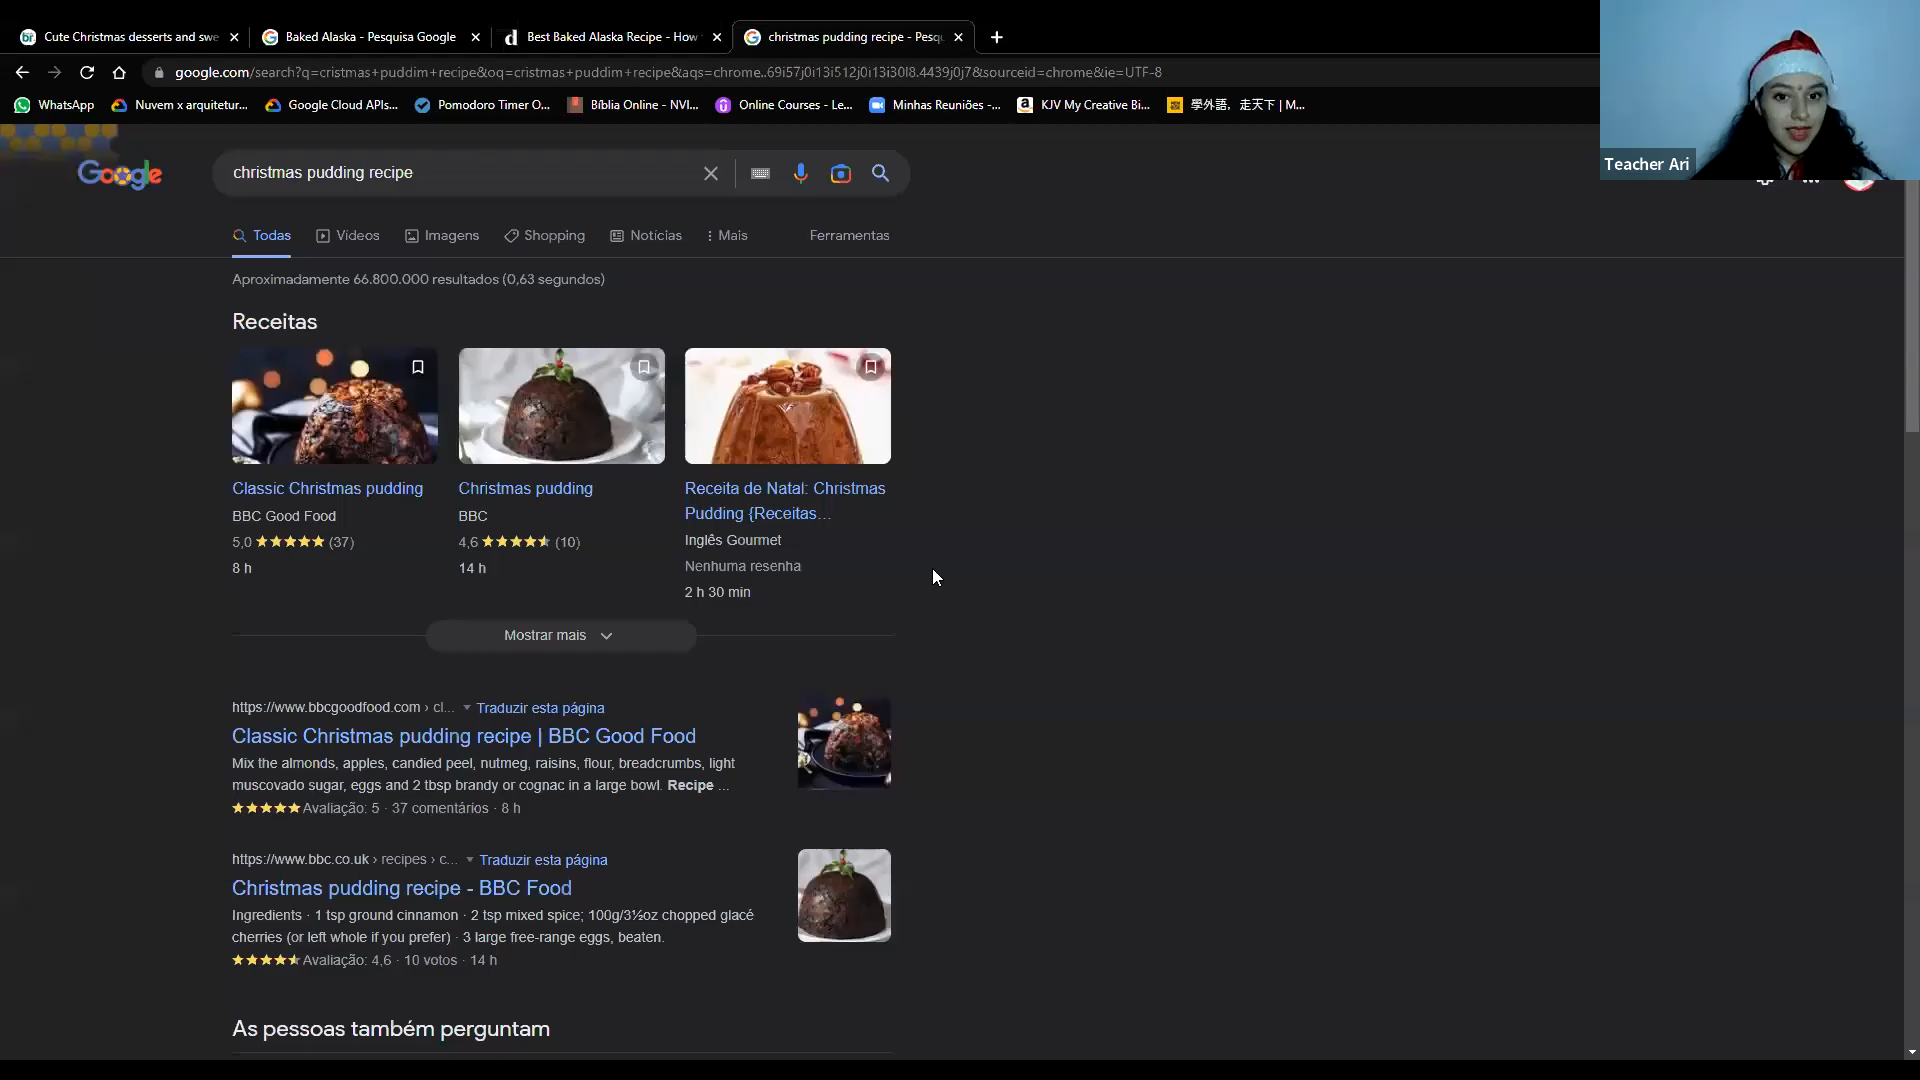 Cute Christmas desserts and swe
Baked Alaska - Pesquisa Google
Best Baked Alaska Recipe - How
christmas pudding recipe - Pesq
google.com/search?q=cristmas+puddim+recipe&oq=cristmas+puddim+recipe&aqs=chrome..69i57j0i13i512j0i13i30l8.4439j0j7&sourceid=chrome&ie=UTF-8
WhatsApp
Nuvem x arquitetur...
Google Cloud APIs...
Pomodoro Timer O...
Bíblia Online - NVI...
Online Courses - Le...
Minhas Reuniões -...
KJV My Creative Bi...
學外語，走天下 | M...
Teacher Ari
Google
christmas pudding recipe
Todas
Vídeos
Imagens
Shopping
Notícias
Mais
Ferramentas
Aproximadamente 66.800.000 resultados (0,63 segundos)
Receitas
Classic Christmas pudding
BBC Good Food
5,0 (37)
8 h
Christmas pudding
BBC
4,6 (10)
14 h
Receita de Natal: Christmas
Pudding {Receitas...
Inglês Gourmet
Nenhuma resenha
2 h 30 min
Mostrar mais
https://www.bbcgoodfood.com › cl... Traduzir esta página
Classic Christmas pudding recipe | BBC Good Food
Mix the almonds, apples, candied peel, nutmeg, raisins, flour, breadcrumbs, light
muscovado sugar, eggs and 2 tbsp brandy or cognac in a large bowl. Recipe ...
Avaliação: 5 · 37 comentários · 8 h
https://www.bbc.co.uk › recipes › c... Traduzir esta página
Christmas pudding recipe - BBC Food
Ingredients · 1 tsp ground cinnamon · 2 tsp mixed spice; 100g/3½oz chopped glacé
cherries (or left whole if you prefer) · 3 large free-range eggs, beaten.
Avaliação: 4,6 · 10 votos · 14 h
As pessoas também perguntam